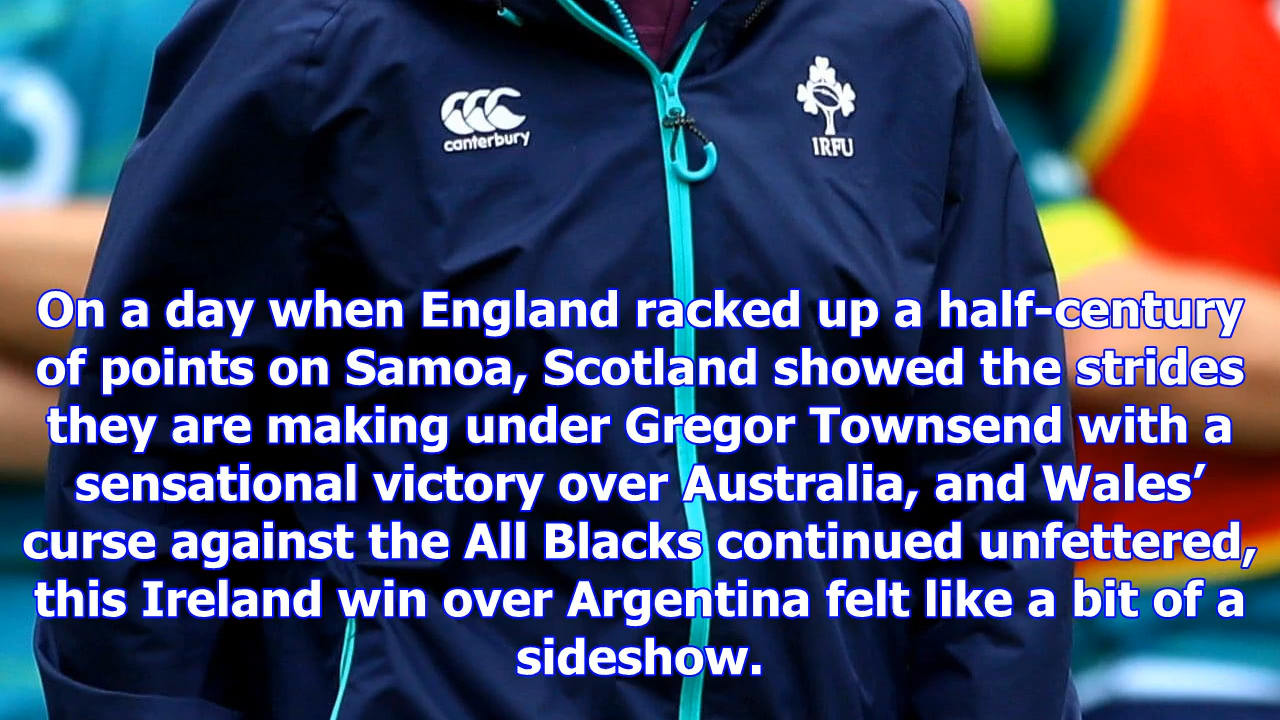 canterbury
IRFU
On a day when England racked up a half-century
of points on Samoa, Scotland showed the strides
they are making under Gregor Townsend with a
sensational victory over Australia, and Wales’
curse against the All Blacks continued unfettered,
this Ireland win over Argentina felt like a bit of a
sideshow.